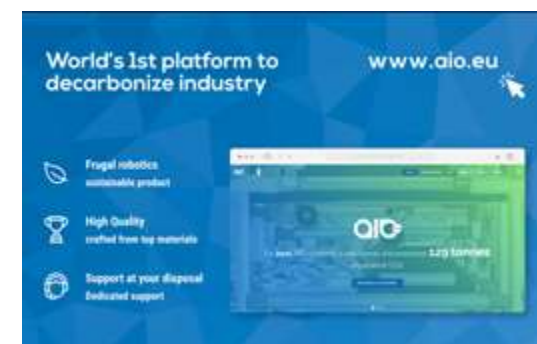 World's 1st platform to
decarbonize industry
www.aio.eu
Frugal robotics
sustainable product
High Quality
crafted from top materials
Support at your disposal
Dedicated support
aio
129 tonnes